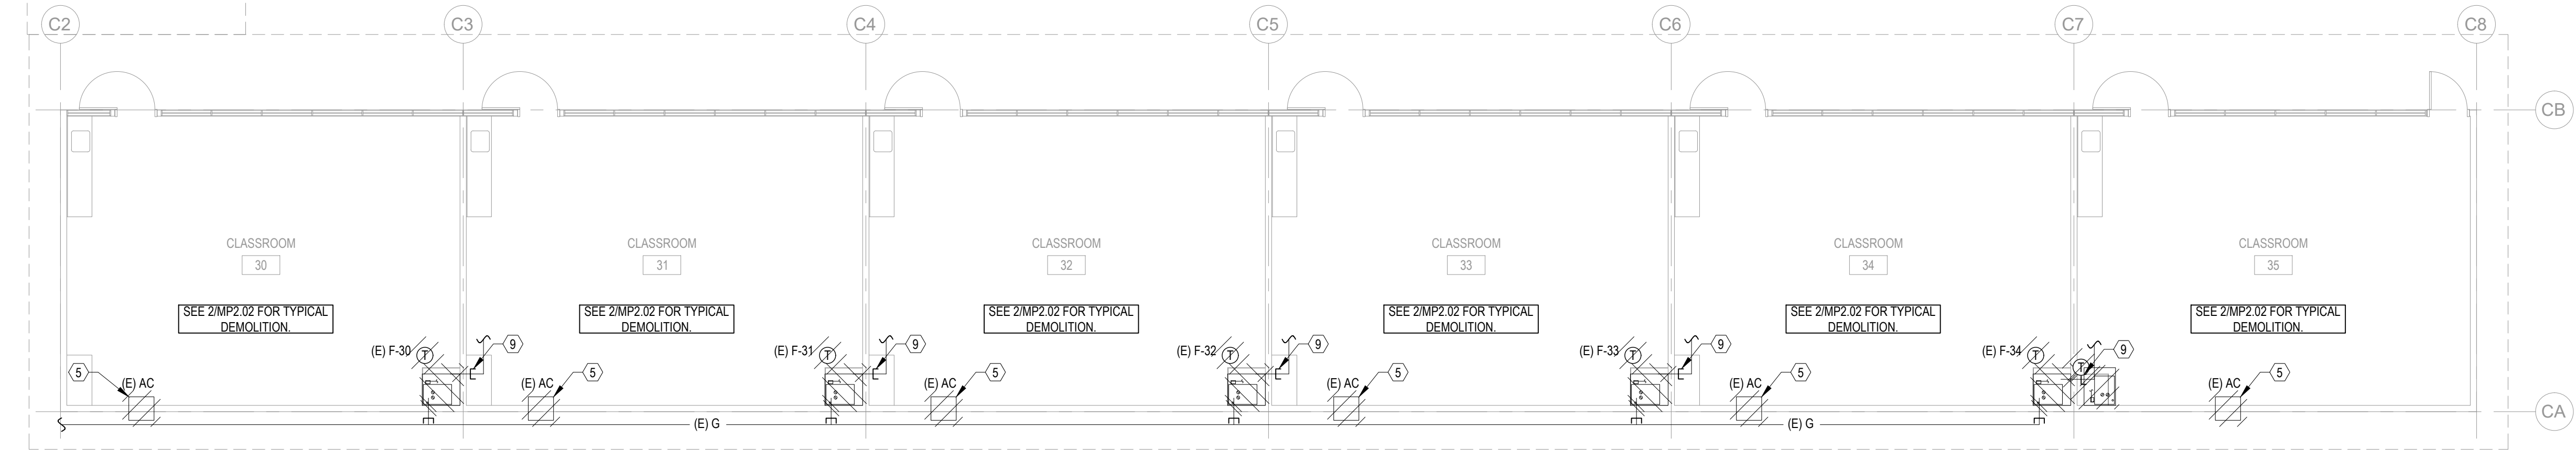 C2
C3
C4
C5
C6
C7
C8
CB
CLASSROOM
30
CLASSROOM
31
CLASSROOM
32
CLASSROOM
33
CLASSROOM
34
CLASSROOM
35
SEE 2/MP2.02 FOR TYPICAL
DEMOLITION.
SEE 2/MP2.02 FOR TYPICAL
DEMOLITION.
SEE 2/MP2.02 FOR TYPICAL
DEMOLITION.
SEE 2/MP2.02 FOR TYPICAL
DEMOLITION.
SEE 2/MP2.02 FOR TYPICAL
DEMOLITION.
SEE 2/MP2.02 FOR TYPICAL
DEMOLITION.
(E) F-30
T
9
(E) F-31
T
9
(E) F-32
T
9
(E) F-33
T
9
(E) F-34
T
T
9
5
(E) AC
(E) AC
5
(E) AC
5
(E) AC
5
(E) AC
5
(E) AC
5
CA
(E) G
(E) G